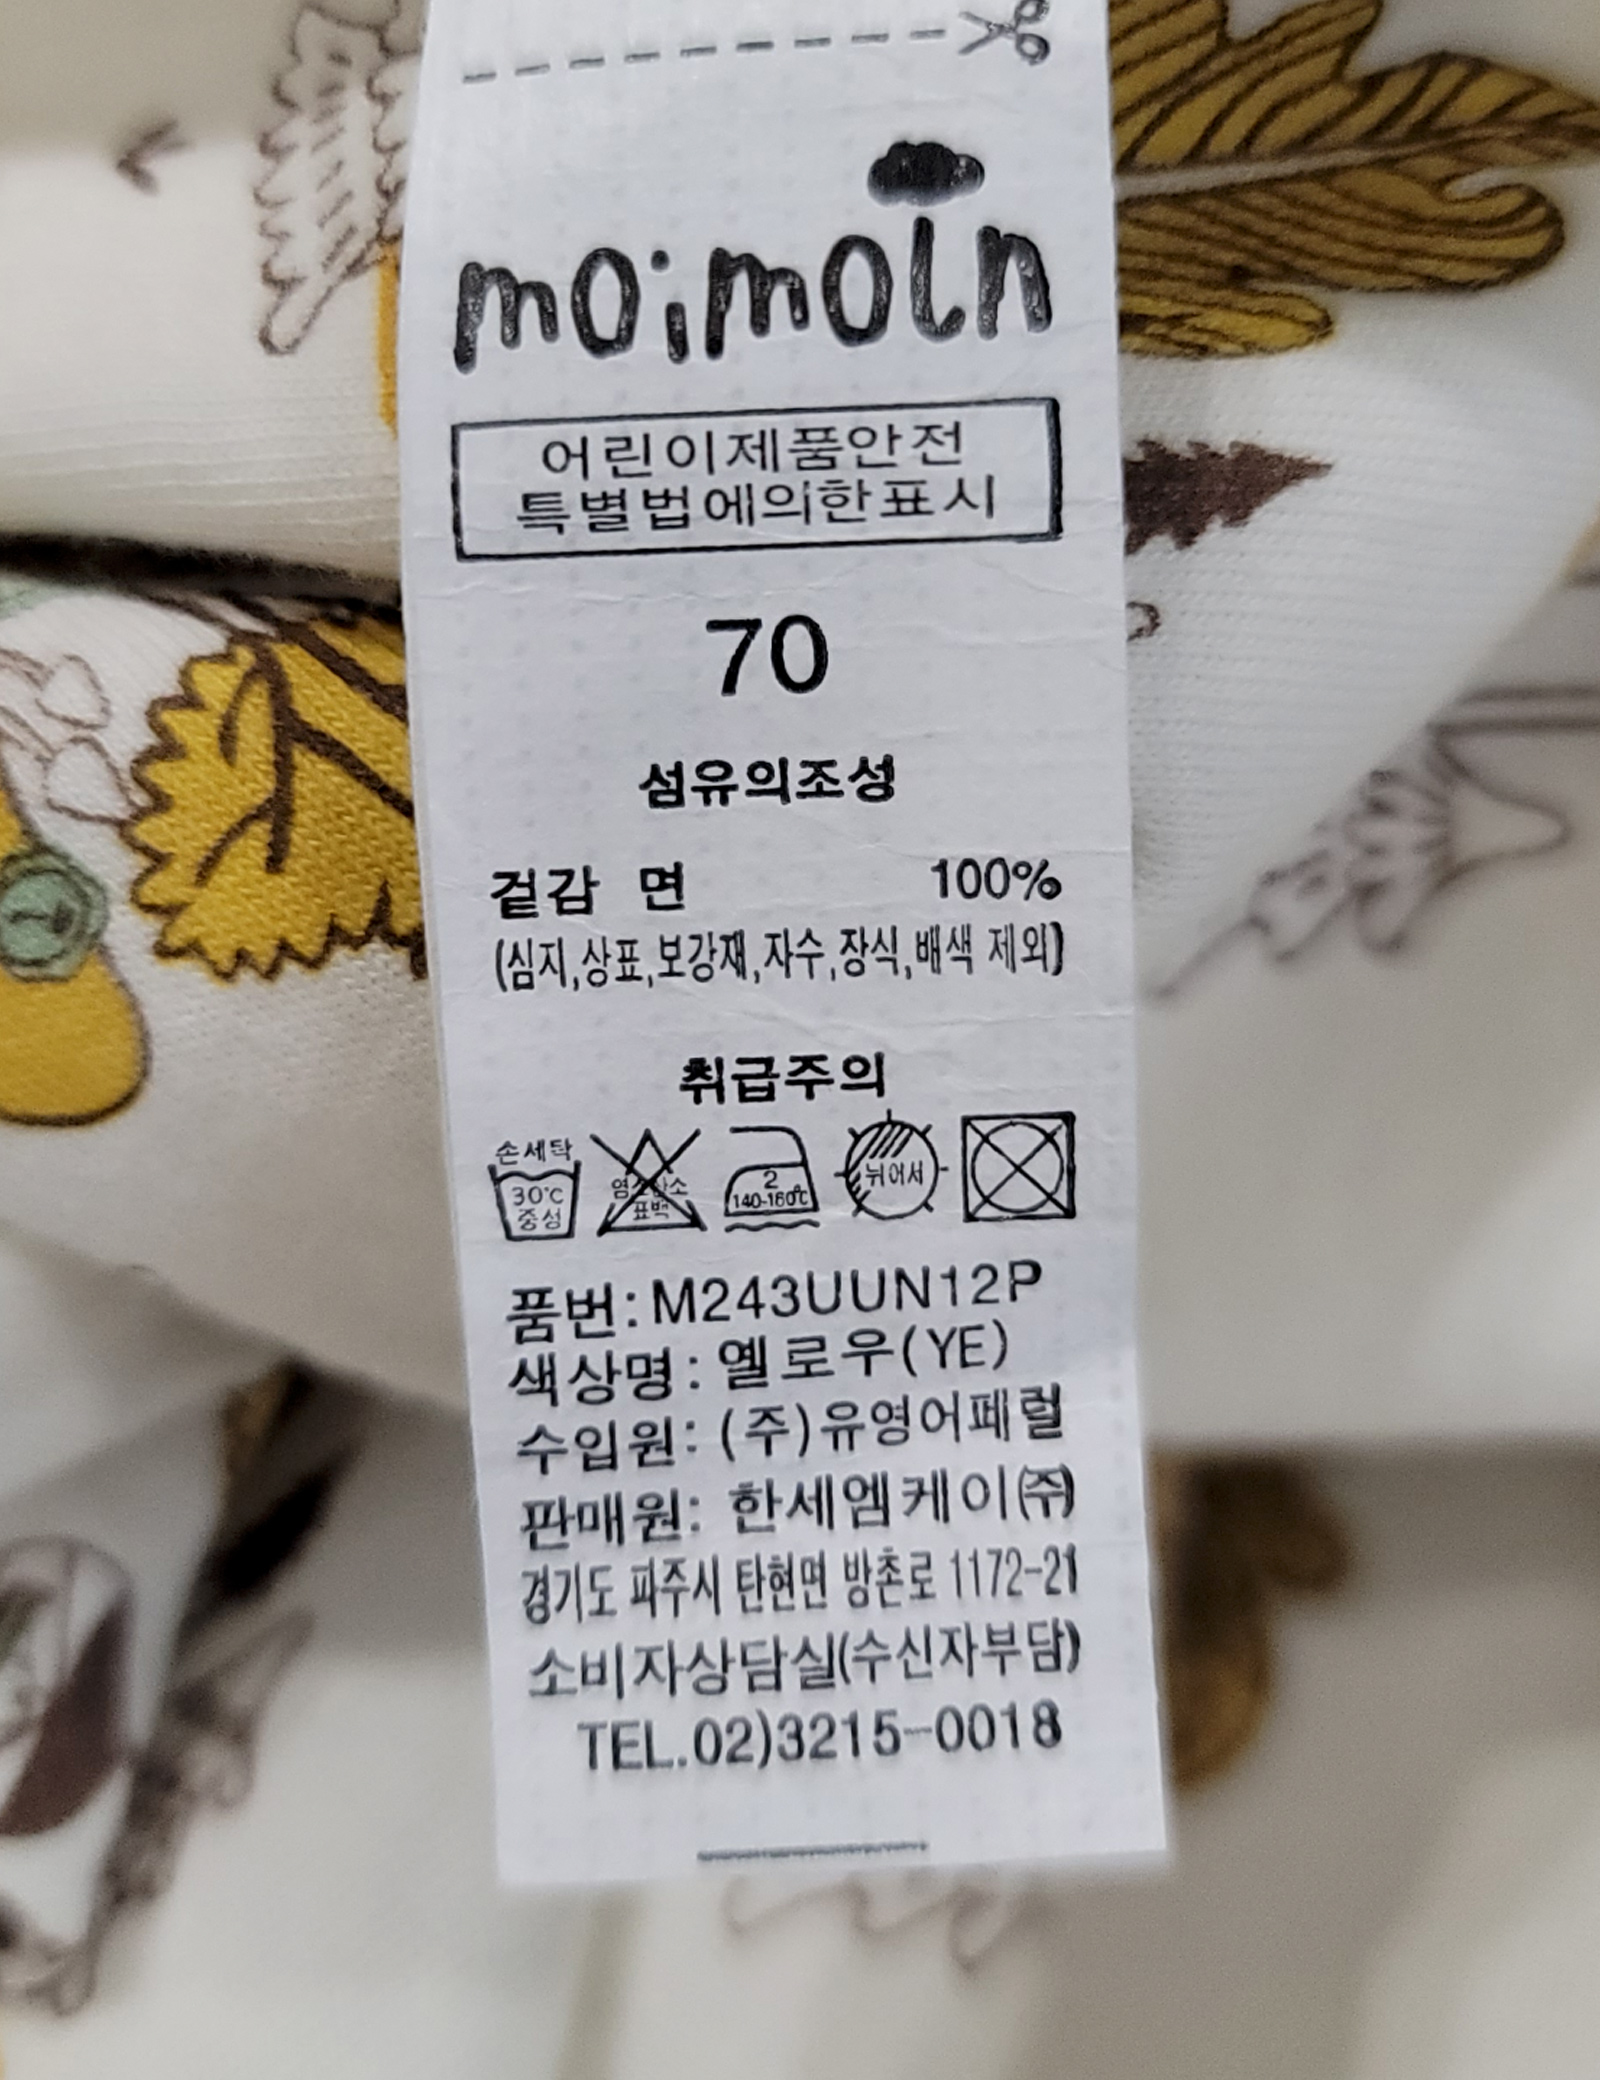 moimoln
어린이제품안전
특별법에의한표시
70
섬유의조성
겉감 면 100%
(심지,상표,보강재,자수,장식,배색 제외)
취급주의
손세탁
30℃
중성
염소산소
표백
2
140-160℃
뉘어서
품번:M243UUN12P
색상명:옐로우(YE)
수입원:(주)유영어페럴
판매원: 한세엠케이(주)
경기도 파주시 탄현면 방촌로 1172-21
소비자상담실(수신자부담)
TEL.02)3215-0018